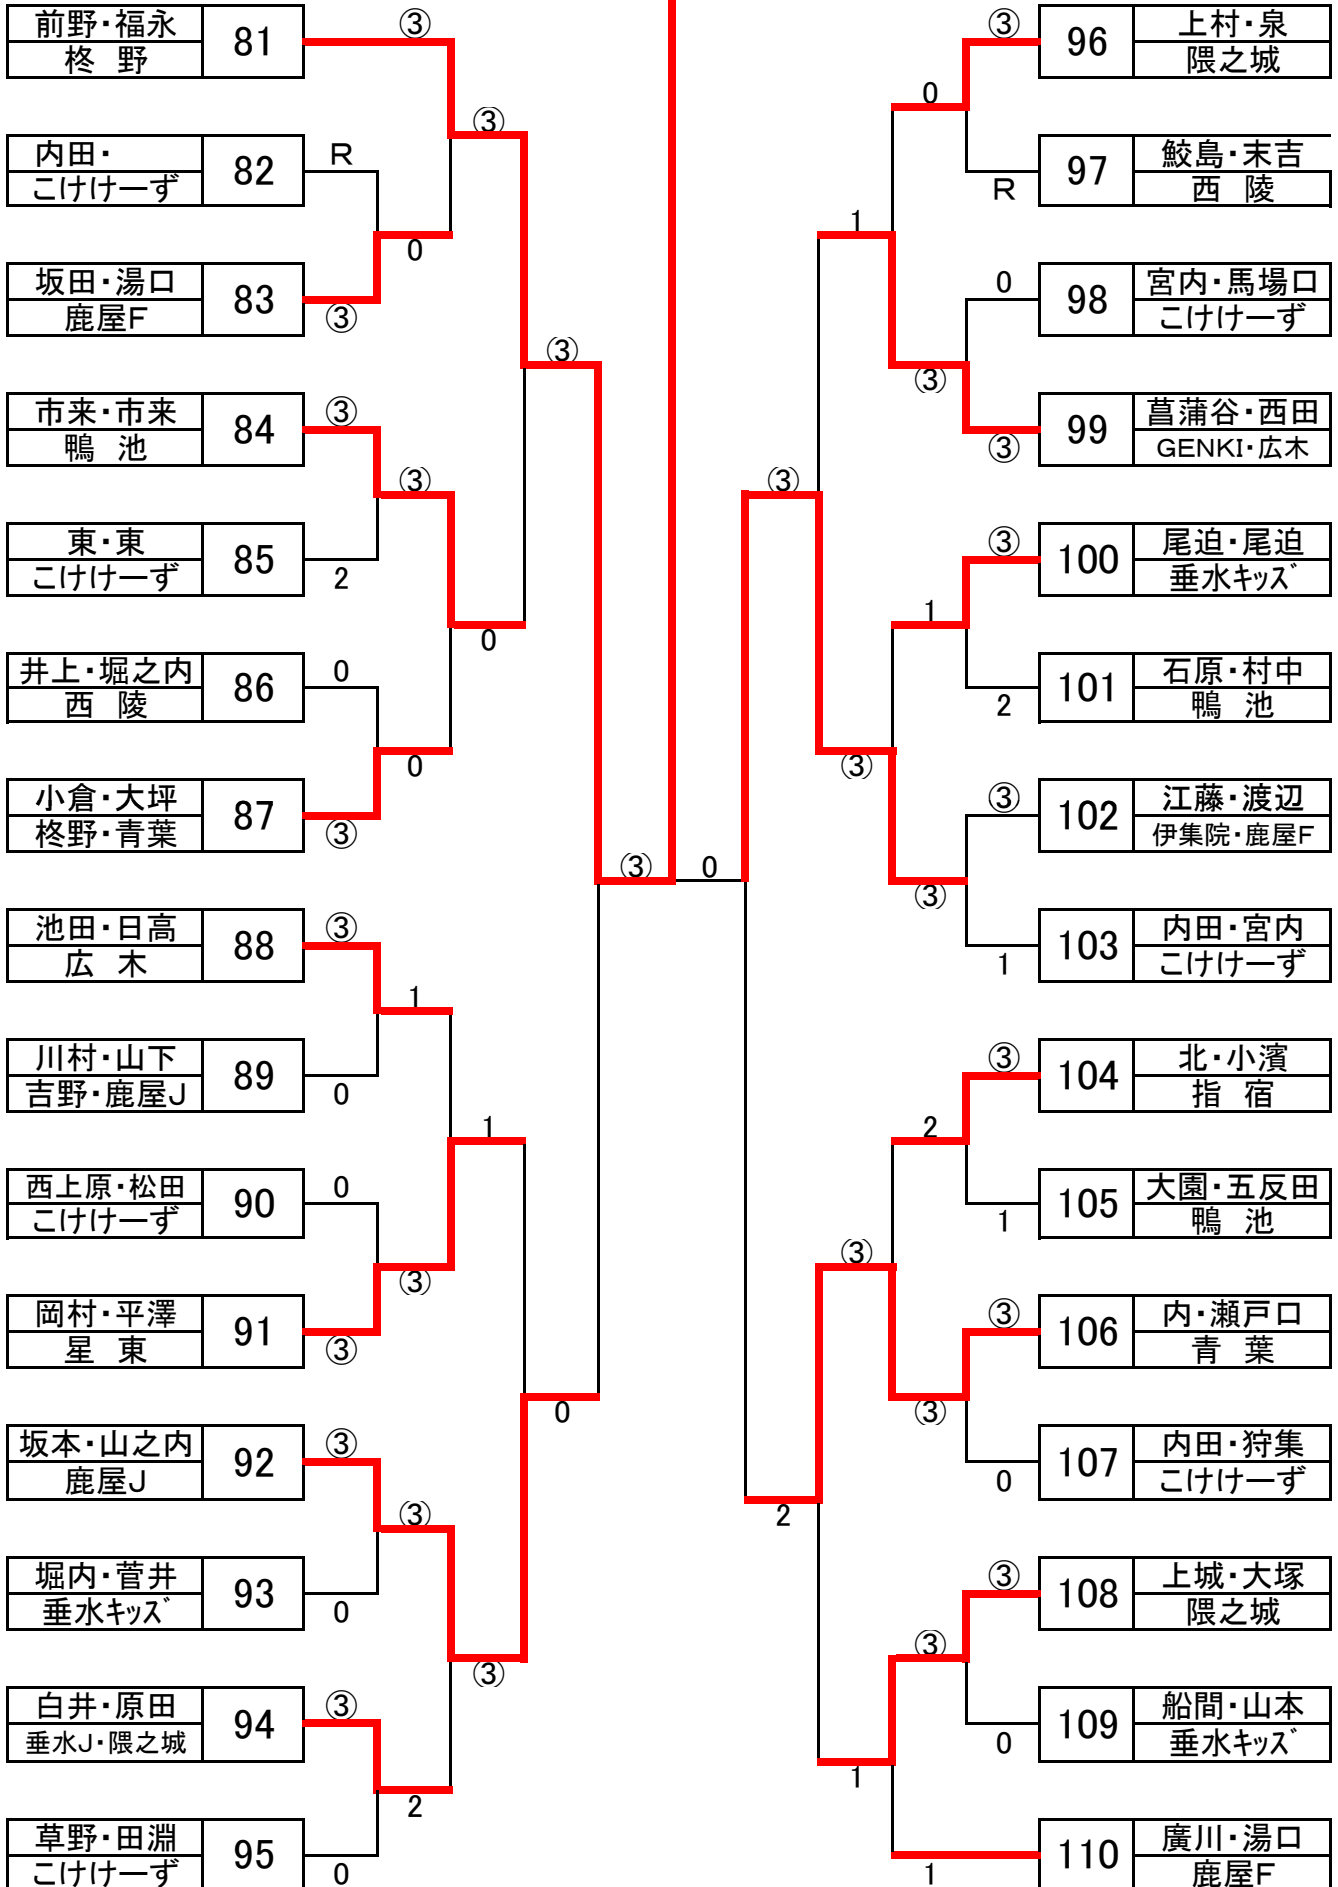 前野・福永
柊 野
81
③
③
内田・
こけけーず
82
R
0
坂田・湯口
鹿屋F
83
③
③
市来・市来
鴨 池
84
③
③
東・東
こけけーず
85
2
0
井上・堀之内
西 陵
86
0
0
小倉・大坪
柊野・青葉
87
③
③
0
池田・日高
広 木
88
③
1
川村・山下
吉野・鹿屋J
89
0
1
西上原・松田
こけけーず
90
0
③
岡村・平澤
星 東
91
③
0
坂本・山之内
鹿屋J
92
③
③
堀内・菅井
垂水キッズ
93
0
③
白井・原田
垂水J・隈之城
94
③
2
草野・田淵
こけけーず
95
0
③
96
上村・泉
隈之城
0
R
97
鮫島・末吉
西 陵
1
0
98
宮内・馬場口
こけけーず
③
③
99
菖蒲谷・西田
GENKI・広木
③
③
100
尾迫・尾迫
垂水キッズ
1
2
101
石原・村中
鴨 池
③
③
102
江藤・渡辺
伊集院・鹿屋F
③
1
103
内田・宮内
こけけーず
③
104
北・小濱
指 宿
2
1
105
大園・五反田
鴨 池
③
③
106
内・瀬戸口
青 葉
③
0
107
内田・狩集
こけけーず
2
③
108
上城・大塚
隈之城
③
0
109
船間・山本
垂水キッズ
1
1
110
廣川・湯口
鹿屋F